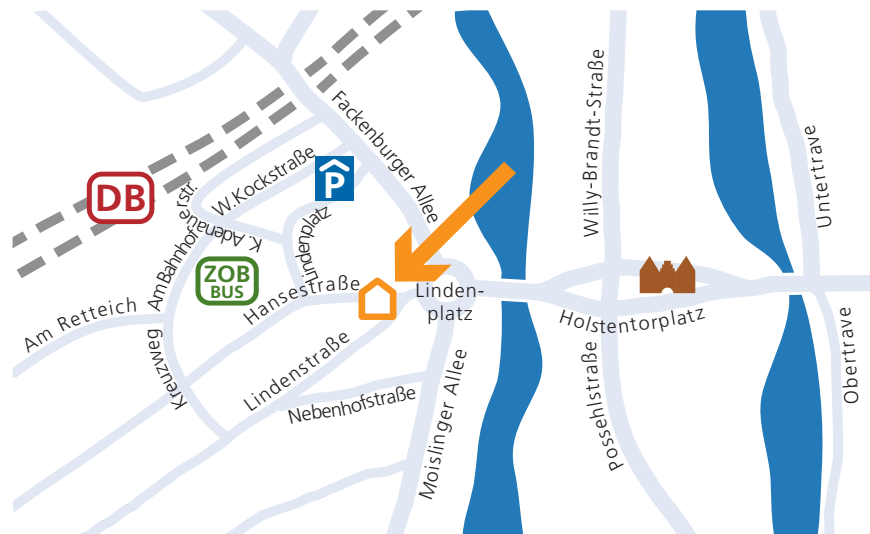 Fackenburger Allee
Willy-Brandt-Straße
Untertrave
W.Kockstraße
P
DB
K. Adenauerstr.
Lindenplatz
Am Bahnhof
ZOB
BUS
Hansestraße
Linden-
platz
Am Retteich
Holstentorplatz
Kreuzweg
Lindenstraße
Nebenhofstraße
Moislinger Allee
Possehlstraße
Obertrave